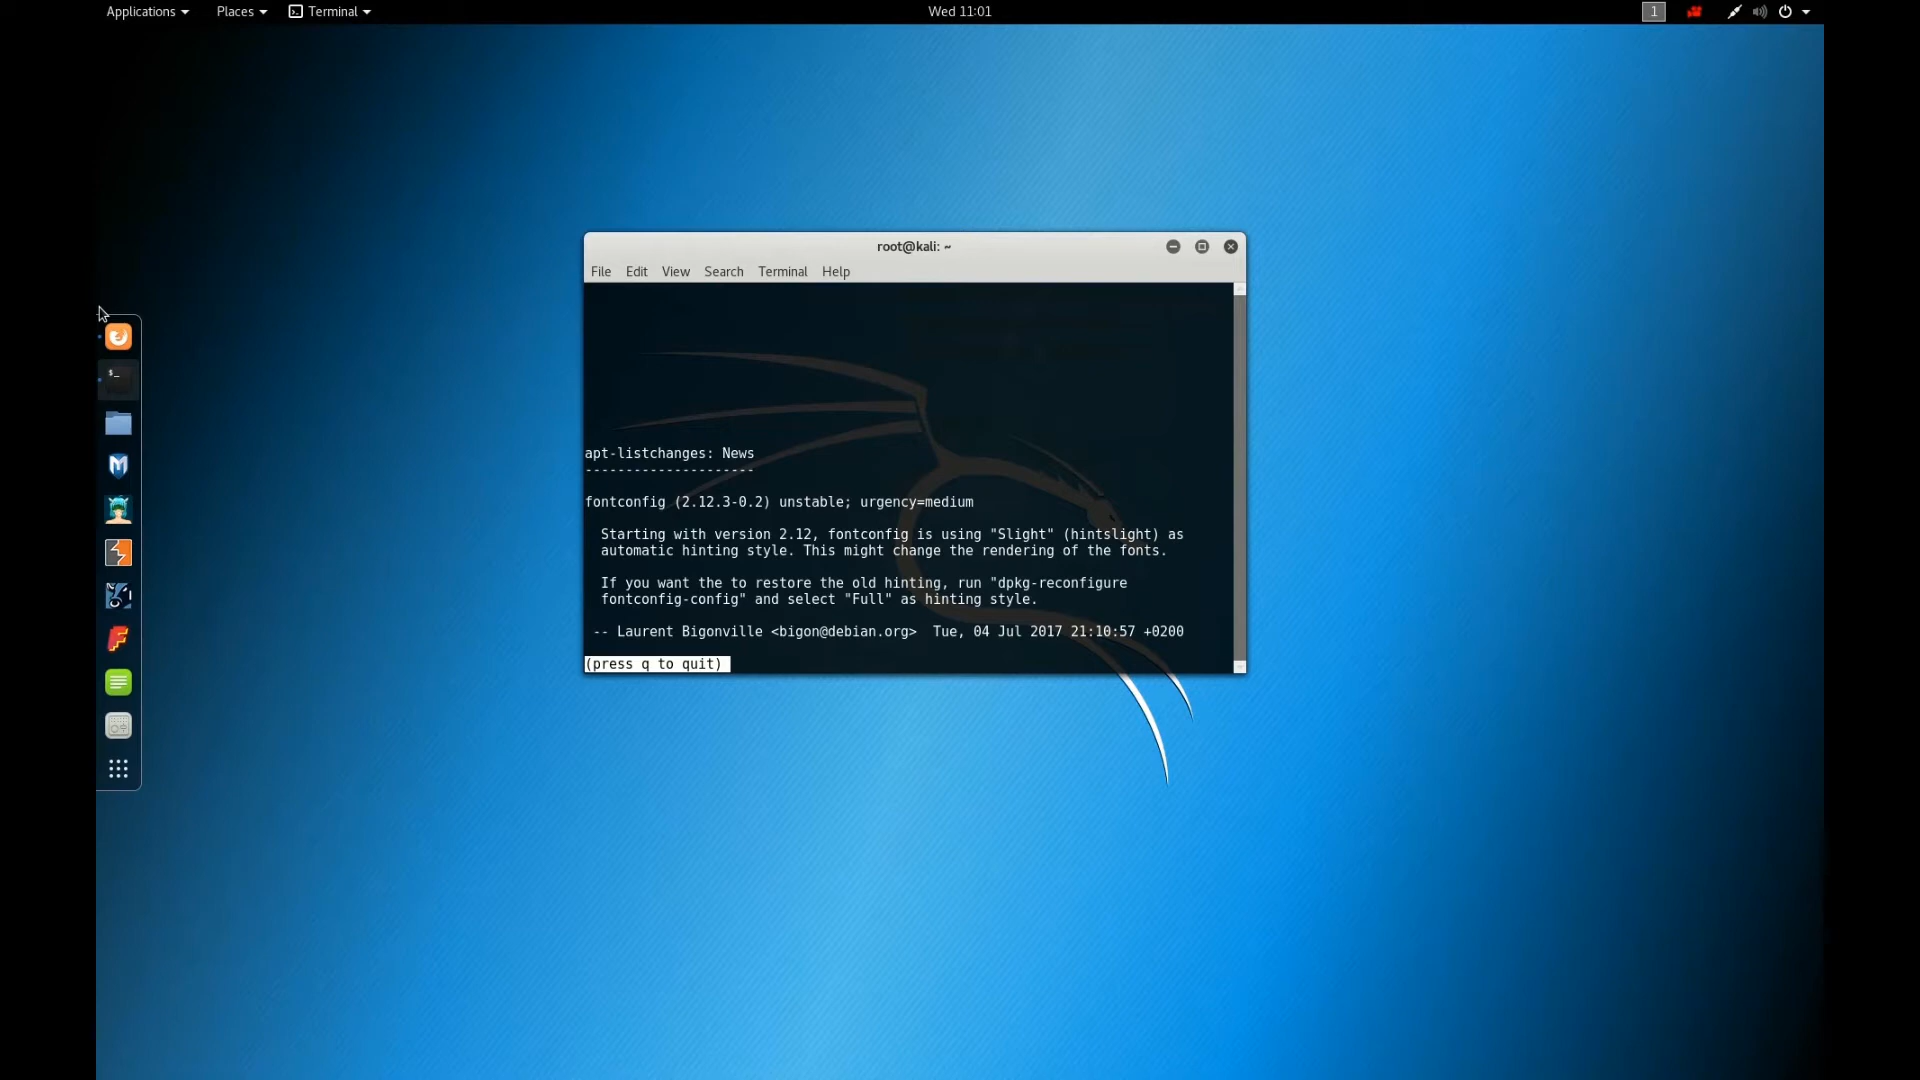 Applications Places Terminal Wed 11:01 1
root@kali: ~
File Edit View Search Terminal Help
apt-listchanges: News
---------------------
fontconfig (2.12.3-0.2) unstable; urgency=medium
Starting with version 2.12, fontconfig is using "Slight" (hintslight) as
automatic hinting style. This might change the rendering of the fonts.
If you want the to restore the old hinting, run "dpkg-reconfigure
fontconfig-config" and select "Full" as hinting style.
-- Laurent Bigonville <bigon@debian.org>  Tue, 04 Jul 2017 21:10:57 +0200
(press q to quit)